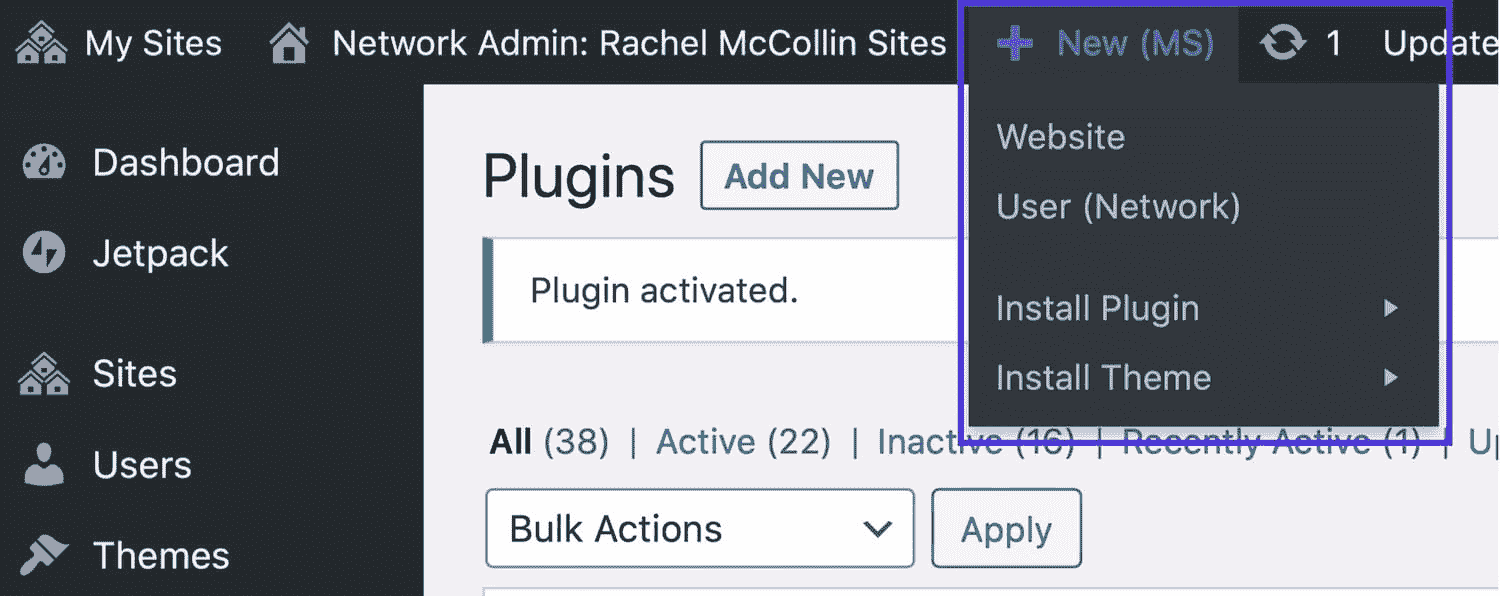 My Sites Network Admin: Rachel McCollin Sites New (MS) 1 Update
Dashboard
Jetpack
Sites
Users
Themes
Plugins Add New
Plugin activated.
All (38) | Active (22) | Inactive (16) | Recently Active (1) | Up
Bulk Actions Apply
Website
User (Network)
Install Plugin
Install Theme